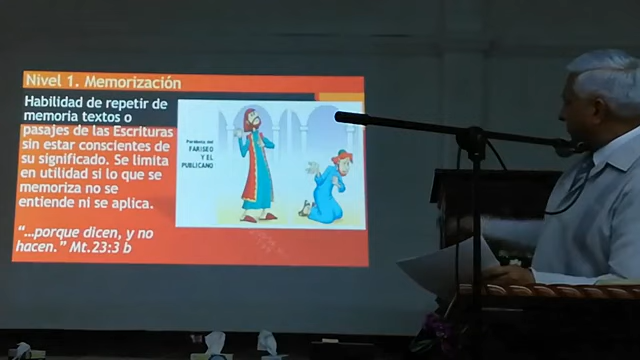 Nivel 1. Memorización
Habilidad de repetir de
memoria textos o
pasajes de las Escrituras
sin estar conscientes de
su significado. Se limita
en utilidad si lo que se
memoriza no se
entiende ni se aplica.
“…porque dicen, y no
hacen.” Mt.23:3 b
Parábola del
FARISEO
Y EL
PUBLICANO